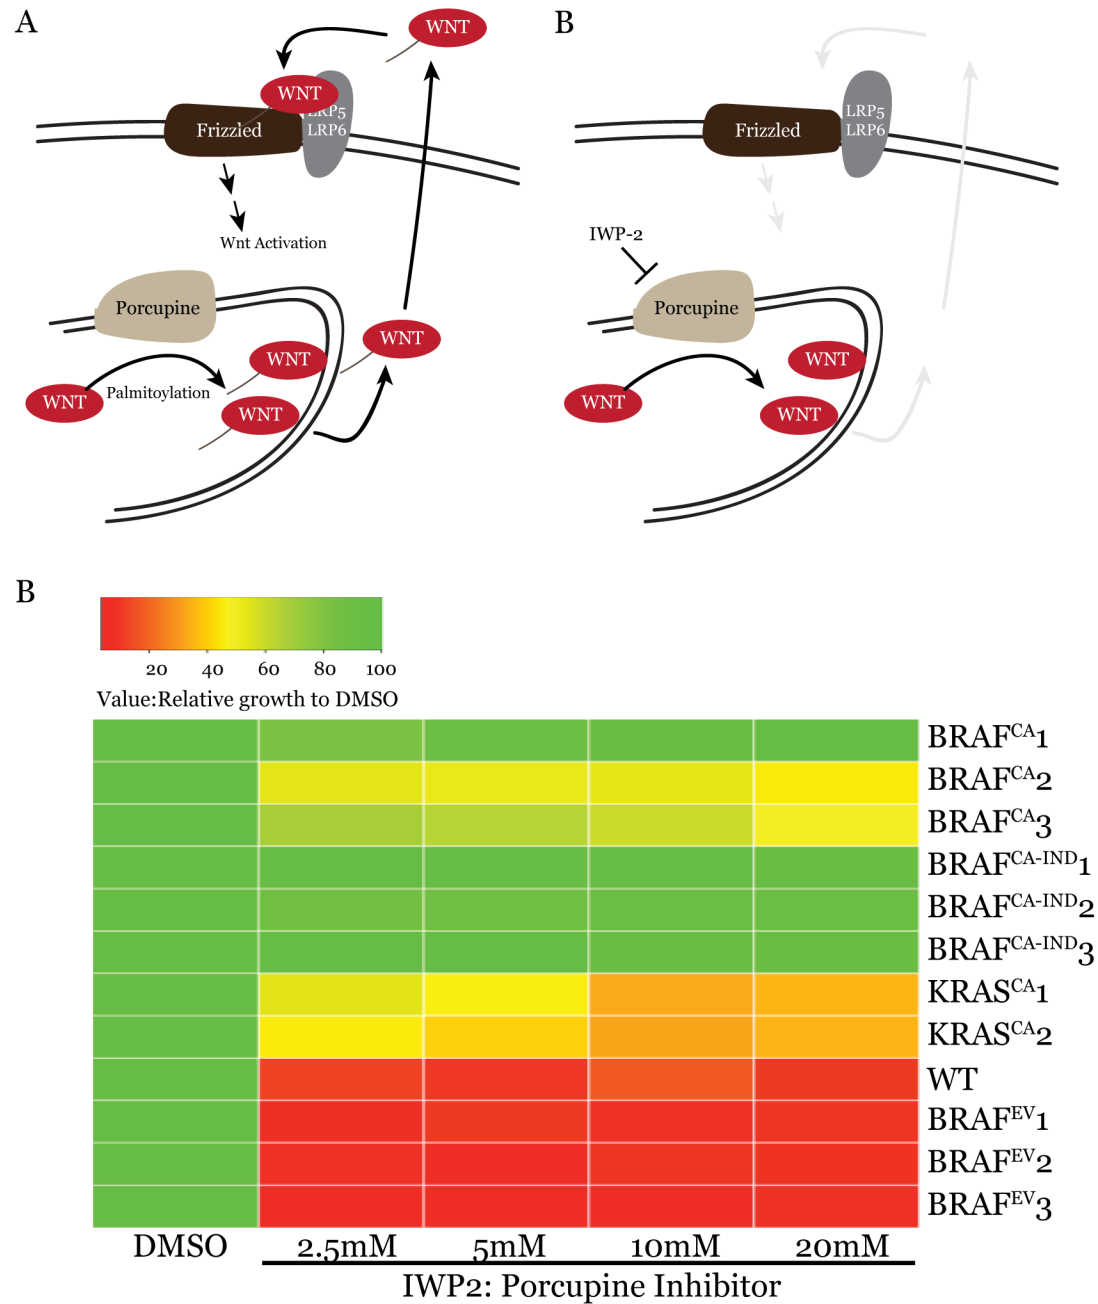 A
WNT
WNT
LRP5
LRP6
Frizzled
Wnt Activation
Porcupine
WNT
WNT
WNT
Palmitoylation
WNT
B
LRP5
LRP6
Frizzled
IWP-2
Porcupine
WNT
WNT
WNT
B
20 40 60 80 100
Value:Relative growth to DMSO
BRAFCA1
BRAFCA2
BRAFCA3
BRAFCA-IND1
BRAFCA-IND2
BRAFCA-IND3
KRASCA1
KRASCA2
WT
BRAFEV1
BRAFEV2
BRAFEV3
DMSO 2.5mM 5mM 10mM 20mM
IWP2: Porcupine Inhibitor